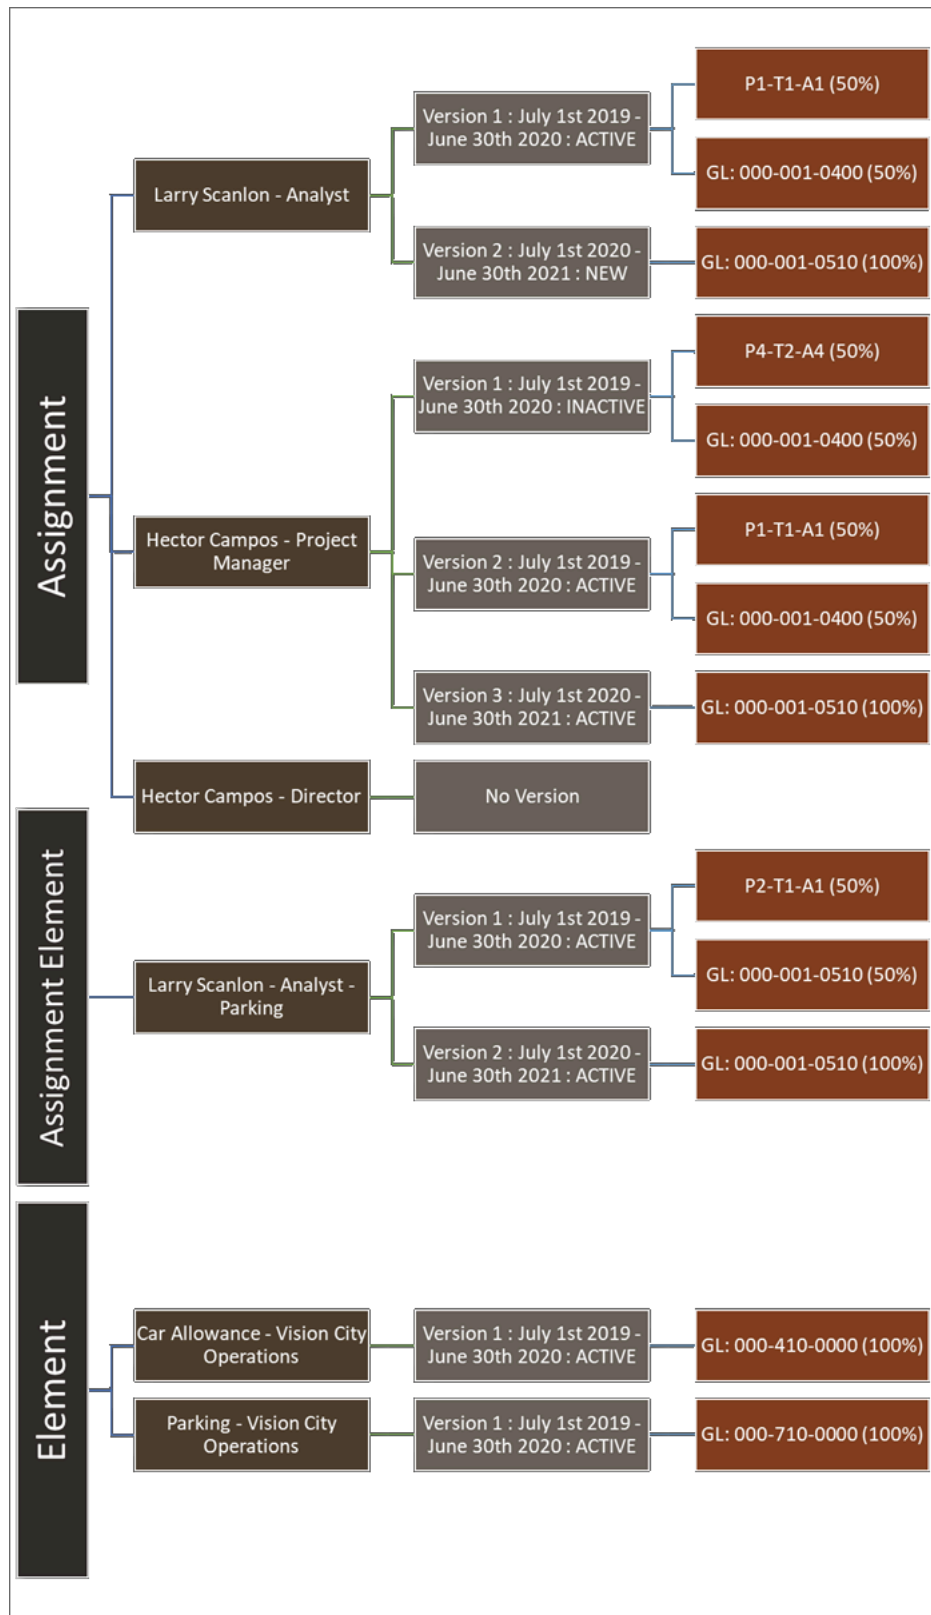 Assignment
Larry Scanlon - Analyst
Version 1 : July 1st 2019 -
June 30th 2020 : ACTIVE
P1-T1-A1 (50%)
GL: 000-001-0400 (50%)
Version 2 : July 1st 2020 -
June 30th 2021 : NEW
GL: 000-001-0510 (100%)
Hector Campos - Project
Manager
Version 1 : July 1st 2019 -
June 30th 2020 : INACTIVE
P4-T2-A4 (50%)
GL: 000-001-0400 (50%)
Version 2 : July 1st 2019 -
June 30th 2020 : ACTIVE
P1-T1-A1 (50%)
GL: 000-001-0400 (50%)
Version 3 : July 1st 2020 -
June 30th 2021 : ACTIVE
GL: 000-001-0510 (100%)
Hector Campos - Director
No Version
Assignment Element
Larry Scanlon - Analyst -
Parking
Version 1 : July 1st 2019 -
June 30th 2020 : ACTIVE
P2-T1-A1 (50%)
GL: 000-001-0510 (50%)
Version 2 : July 1st 2020 -
June 30th 2021 : ACTIVE
GL: 000-001-0510 (100%)
Element
Car Allowance - Vision City
Operations
Version 1 : July 1st 2019 -
June 30th 2020 : ACTIVE
GL: 000-410-0000 (100%)
Parking - Vision City
Operations
Version 1 : July 1st 2019 -
June 30th 2020 : ACTIVE
GL: 000-710-0000 (100%)